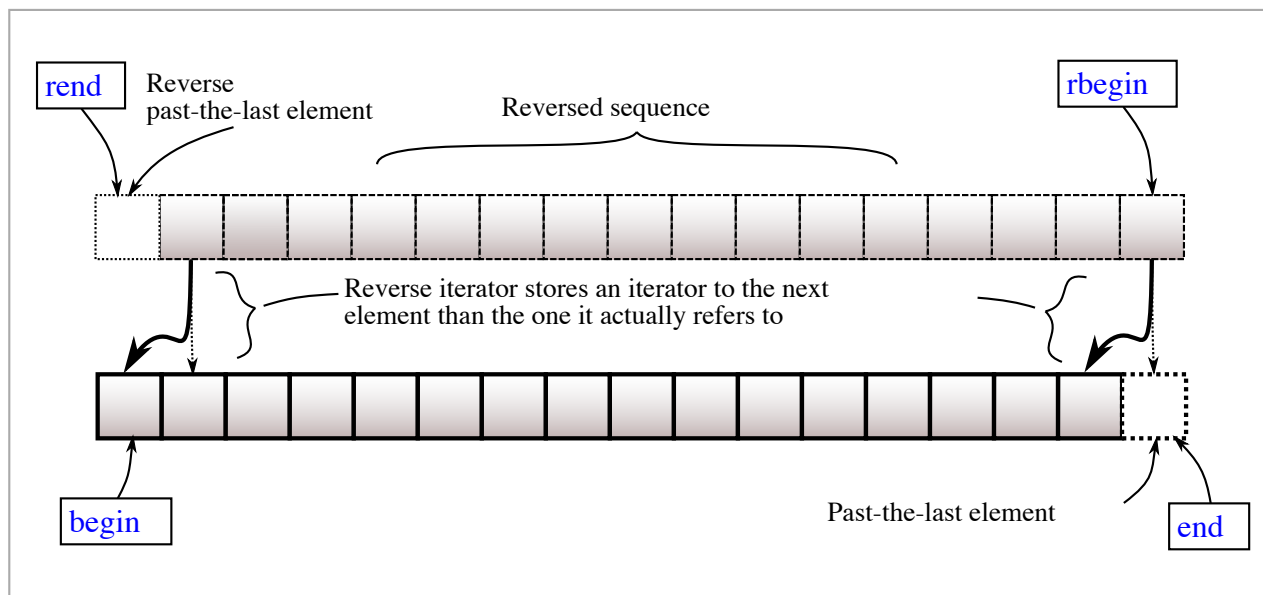 rend
Reverse
past-the-last element
Reversed sequence
rbegin
Reverse iterator stores an iterator to the next
element than the one it actually refers to
begin
Past-the-last element
end